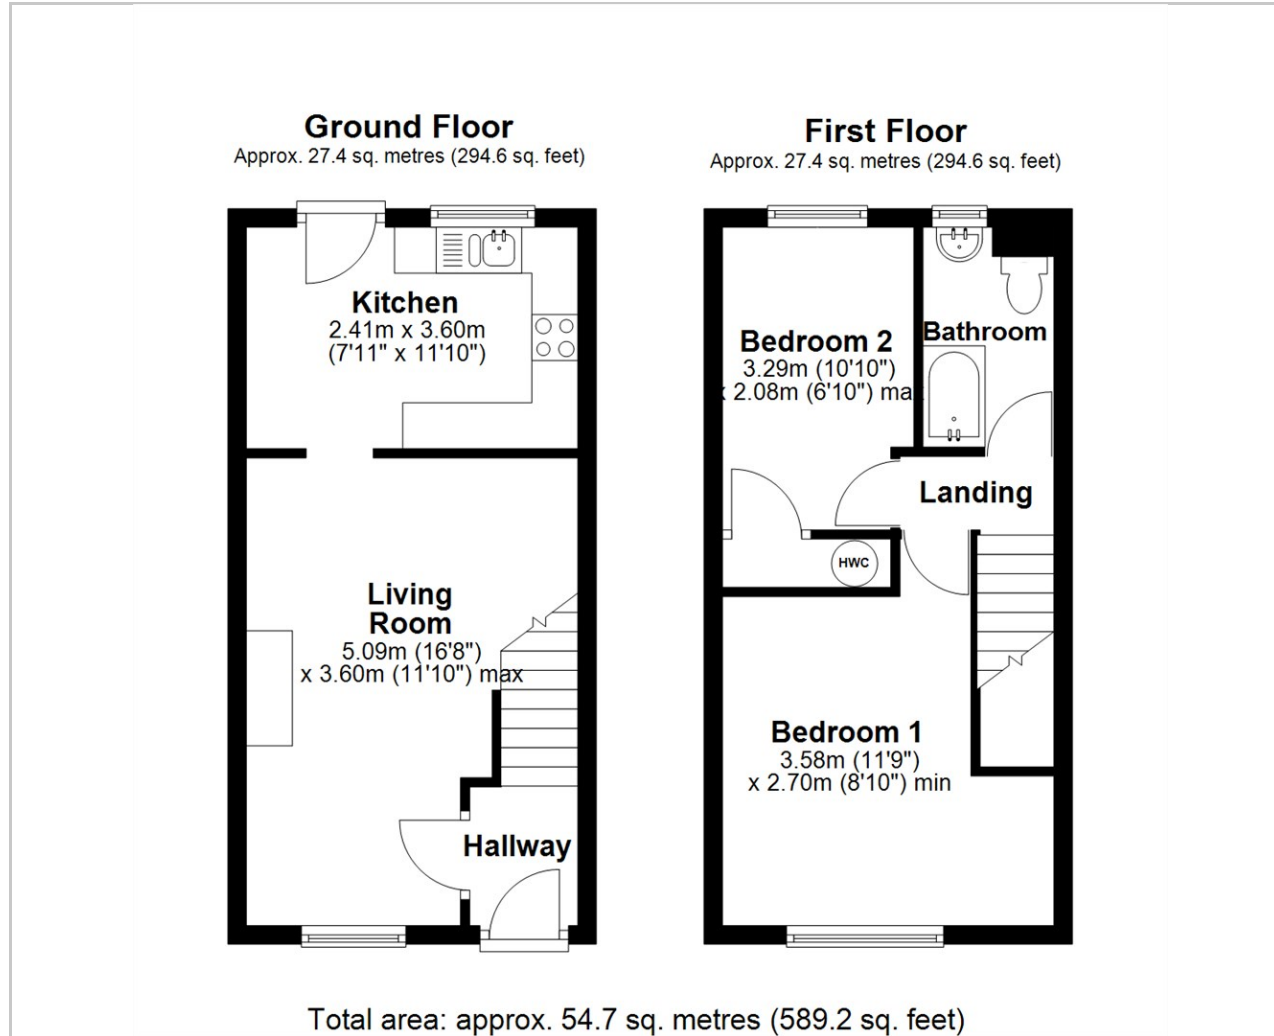 Ground Floor
Approx. 27.4 sq. metres (294.6 sq. feet)
Kitchen
2.41m x 3.60m
(7'11" x 11'10")
Living
Room
5.09m (16'8")
x 3.60m (11'10") max
Hallway
First Floor
Approx. 27.4 sq. metres (294.6 sq. feet)
Bedroom 2
3.29m (10'10")
x 2.08m (6'10") max
Bathroom
Landing
HWC
Bedroom 1
3.58m (11'9")
x 2.70m (8'10") min
Total area: approx. 54.7 sq. metres (589.2 sq. feet)